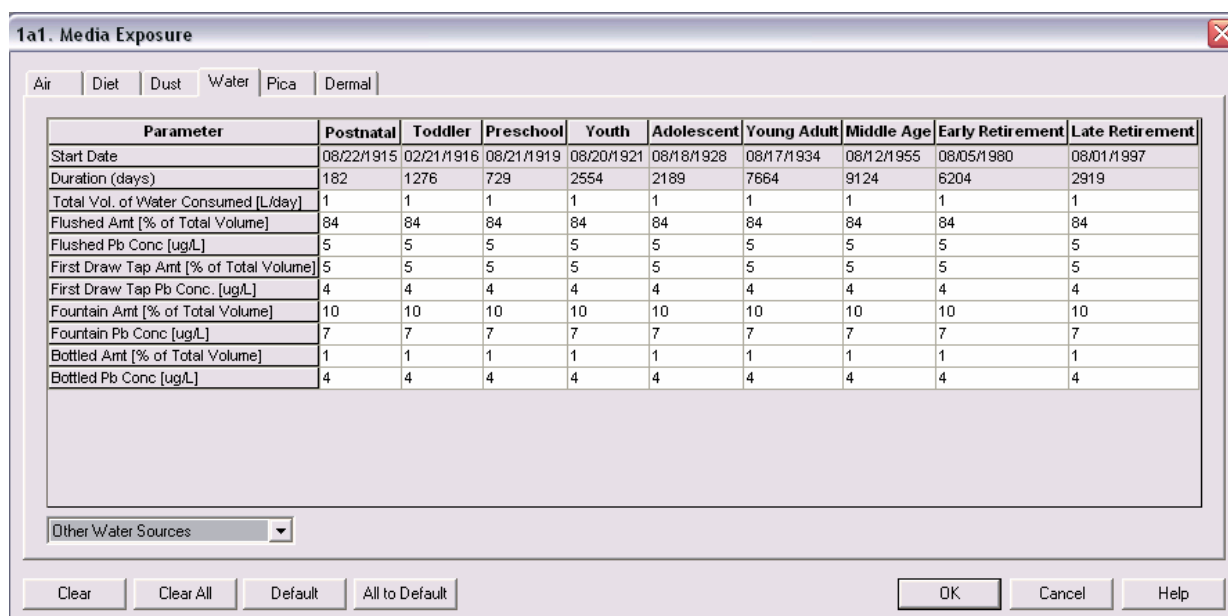 1a1. Media Exposure
Air Diet Dust Water Pica Dermal
Parameter Postnatal Toddler Preschool Youth Adolescent Young Adult Middle Age Early Retirement Late Retirement
Start Date 08/22/1915 02/21/1916 08/21/1919 08/20/1921 08/18/1928 08/17/1934 08/12/1955 08/05/1980 08/01/1997
Duration (days) 182 1276 729 2554 2189 7664 9124 6204 2919
Total Vol. of Water Consumed [L/day] 1 1 1 1 1 1 1 1 1
Flushed Amt [% of Total Volume] 84 84 84 84 84 84 84 84 84
Flushed Pb Conc [ug/L] 5 5 5 5 5 5 5 5 5
First Draw Tap Amt [% of Total Volume] 5 5 5 5 5 5 5 5 5
First Draw Tap Pb Conc. [ug/L] 4 4 4 4 4 4 4 4 4
Fountain Amt [% of Total Volume] 10 10 10 10 10 10 10 10 10
Fountain Pb Conc [ug/L] 7 7 7 7 7 7 7 7 7
Bottled Amt [% of Total Volume] 1 1 1 1 1 1 1 1 1
Bottled Pb Conc [ug/L] 4 4 4 4 4 4 4 4 4
Other Water Sources
Clear Clear All Default All to Default OK Cancel Help